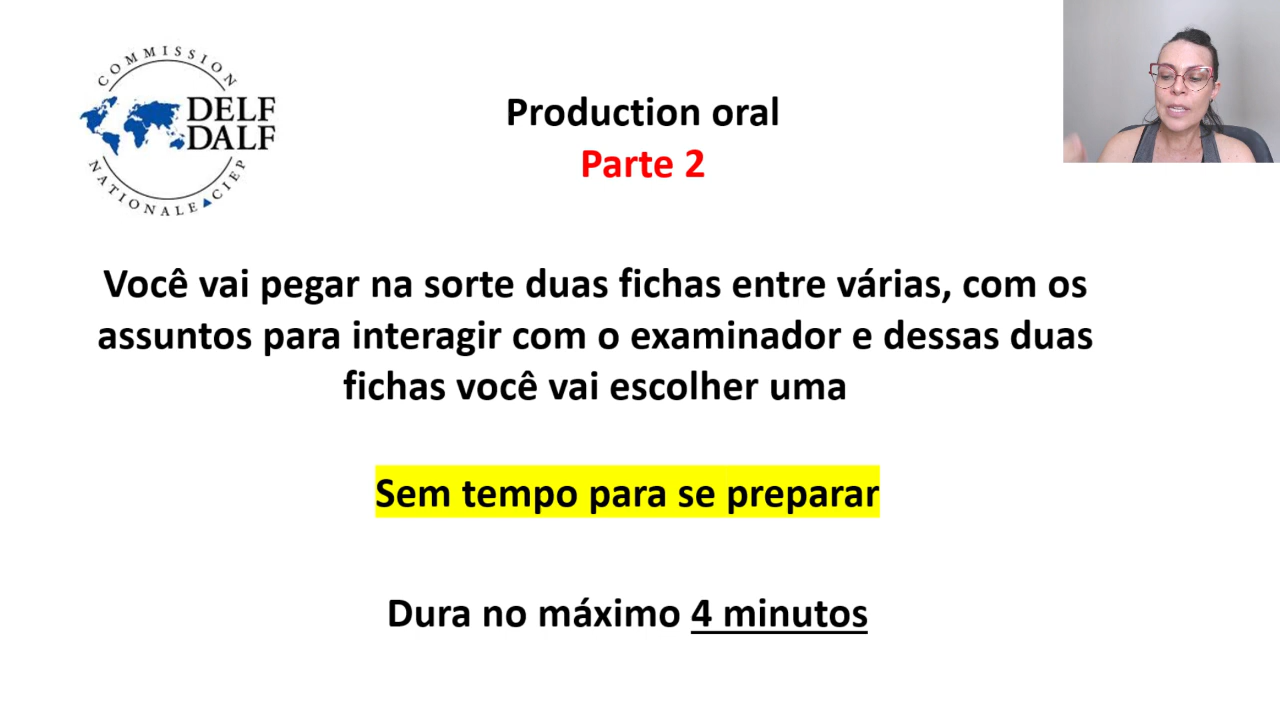 COMMISSION
DELF
DALF
NATIONALE CIEP
Production oral
Parte 2
Você vai pegar na sorte duas fichas entre várias, com os
assuntos para interagir com o examinador e dessas duas
fichas você vai escolher uma
Sem tempo para se preparar
Dura no máximo 4 minutos